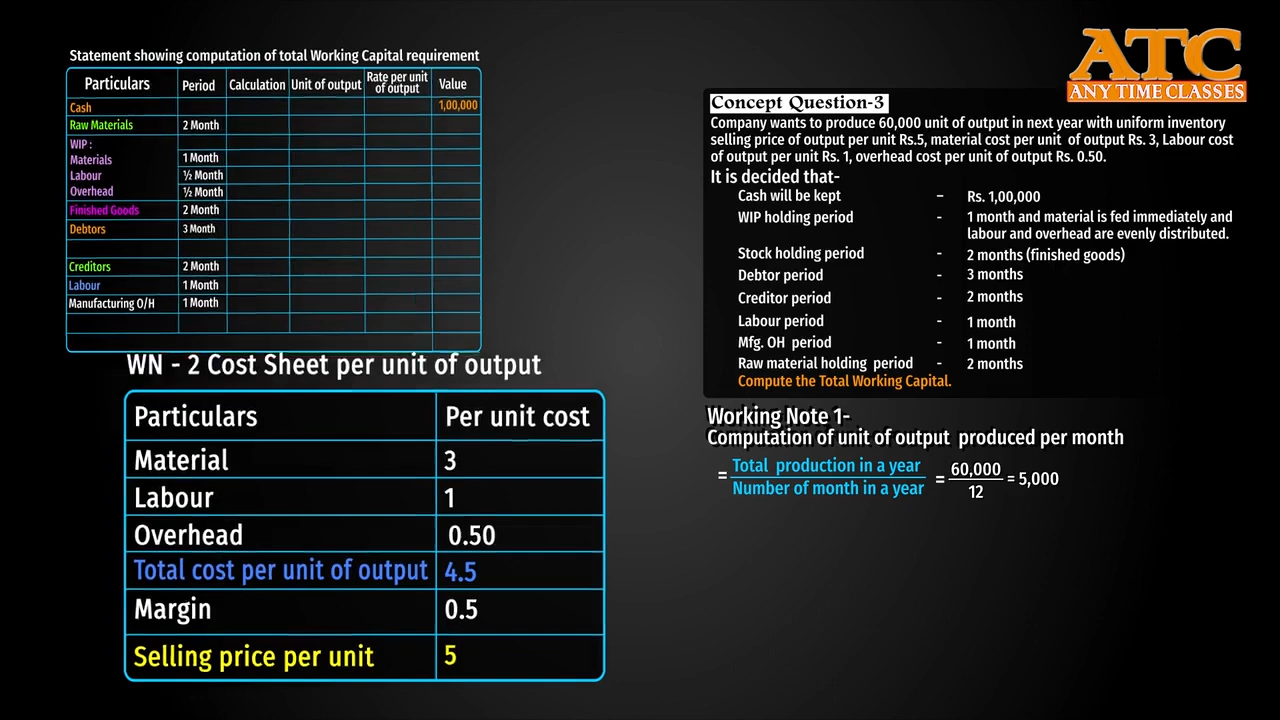 Statement showing computation of total Working Capital requirement
Particulars Period Calculation Unit of output Rate per unit of output Value
Cash 1,00,000
Raw Materials 2 Month
WIP :
Materials 1 Month
Labour ½ Month
Overhead ½ Month
Finished Goods 2 Month
Debtors 3 Month
Creditors 2 Month
Labour 1 Month
Manufacturing O/H 1 Month
WN - 2 Cost Sheet per unit of output
Particulars Per unit cost
Material 3
Labour 1
Overhead 0.50
Total cost per unit of output 4.5
Margin 0.5
Selling price per unit 5
ATC
ANY TIME CLASSES
Concept Question-3
Company wants to produce 60,000 unit of output in next year with uniform inventory
selling price of output per unit Rs.5, material cost per unit of output Rs. 3, Labour cost
of output per unit Rs. 1, overhead cost per unit of output Rs. 0.50.
It is decided that-
Cash will be kept – Rs. 1,00,000
WIP holding period - 1 month and material is fed immediately and
labour and overhead are evenly distributed.
Stock holding period - 2 months (finished goods)
Debtor period - 3 months
Creditor period - 2 months
Labour period - 1 month
Mfg. OH period - 1 month
Raw material holding period - 2 months
Compute the Total Working Capital.
Working Note 1-
Computation of unit of output produced per month
= Total production in a year / Number of month in a year = 60,000 / 12 = 5,000